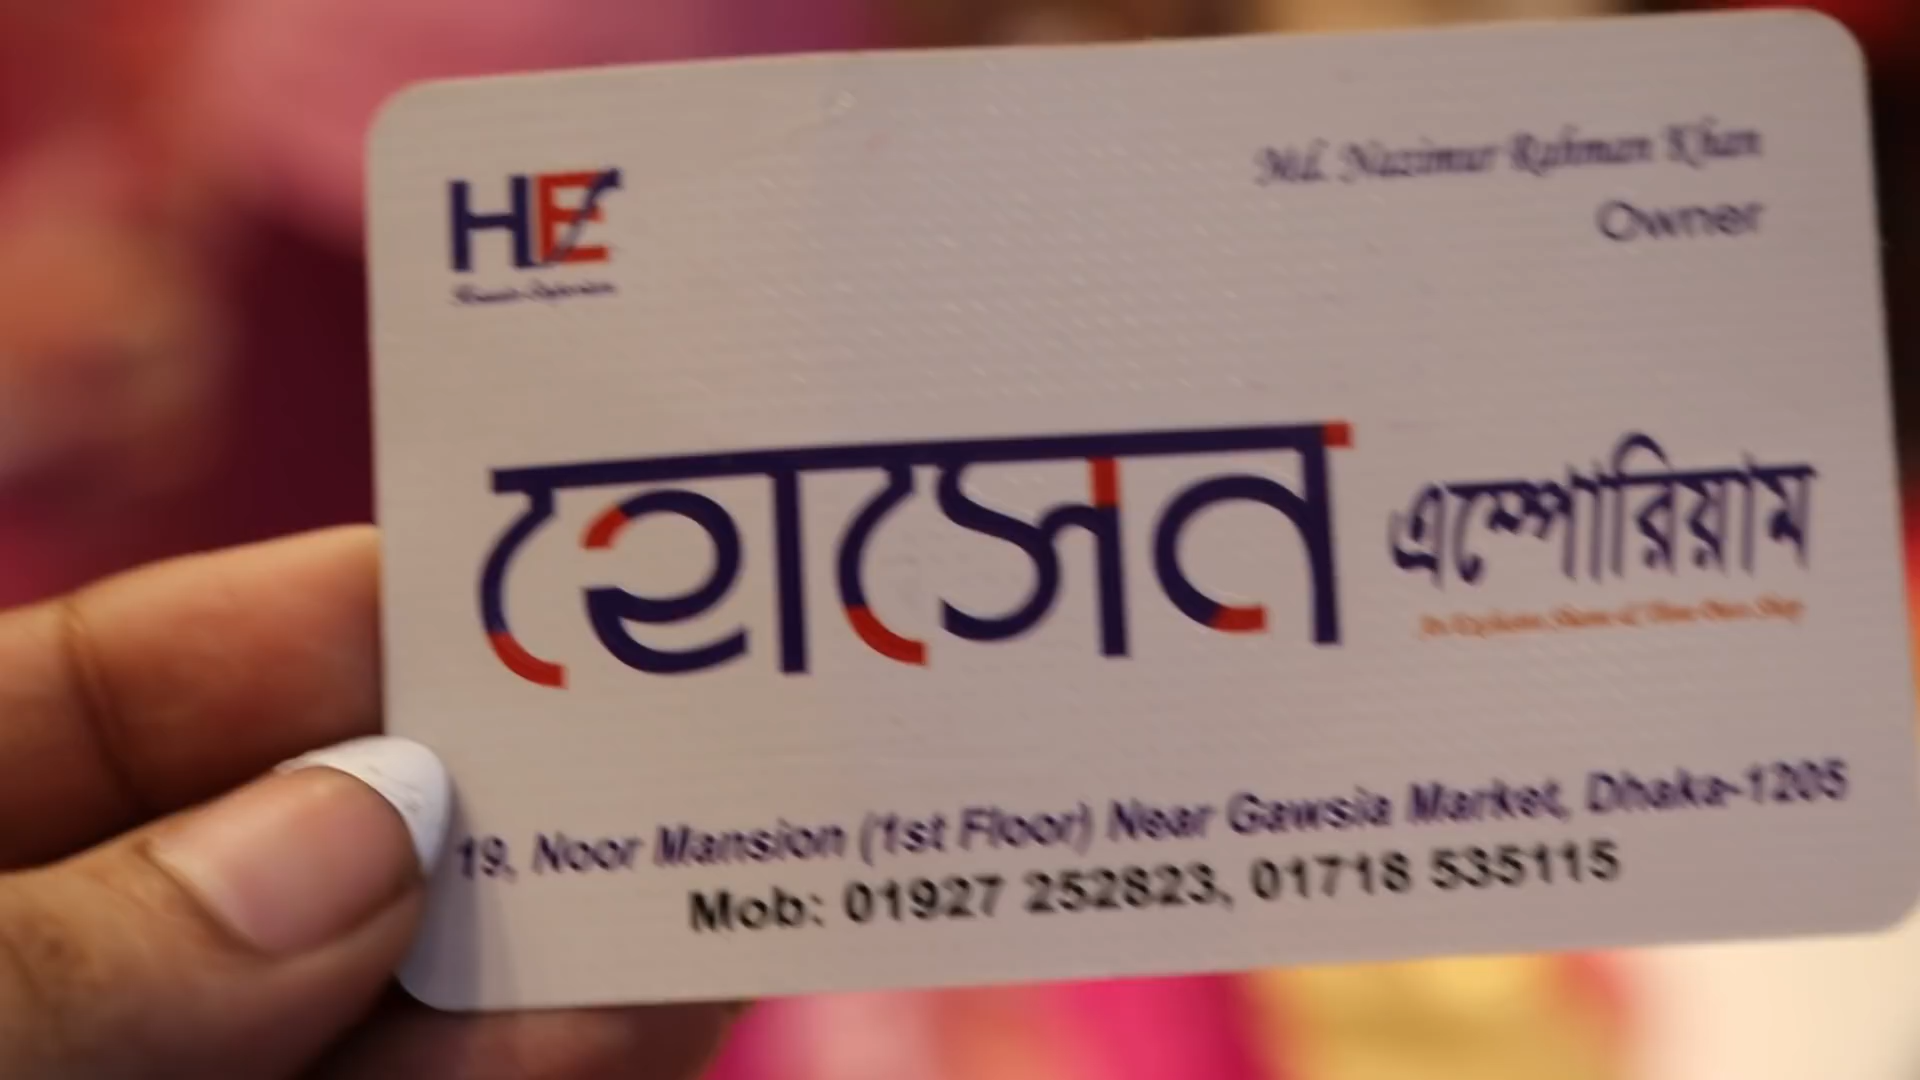 HE
Md. Nazimur Rahman Khan
Owner
হোসেন এম্পোরিয়াম
19, Noor Mansion (1st Floor) Near Gawsia Market, Dhaka-1205
Mob: 01927 252823, 01718 535115